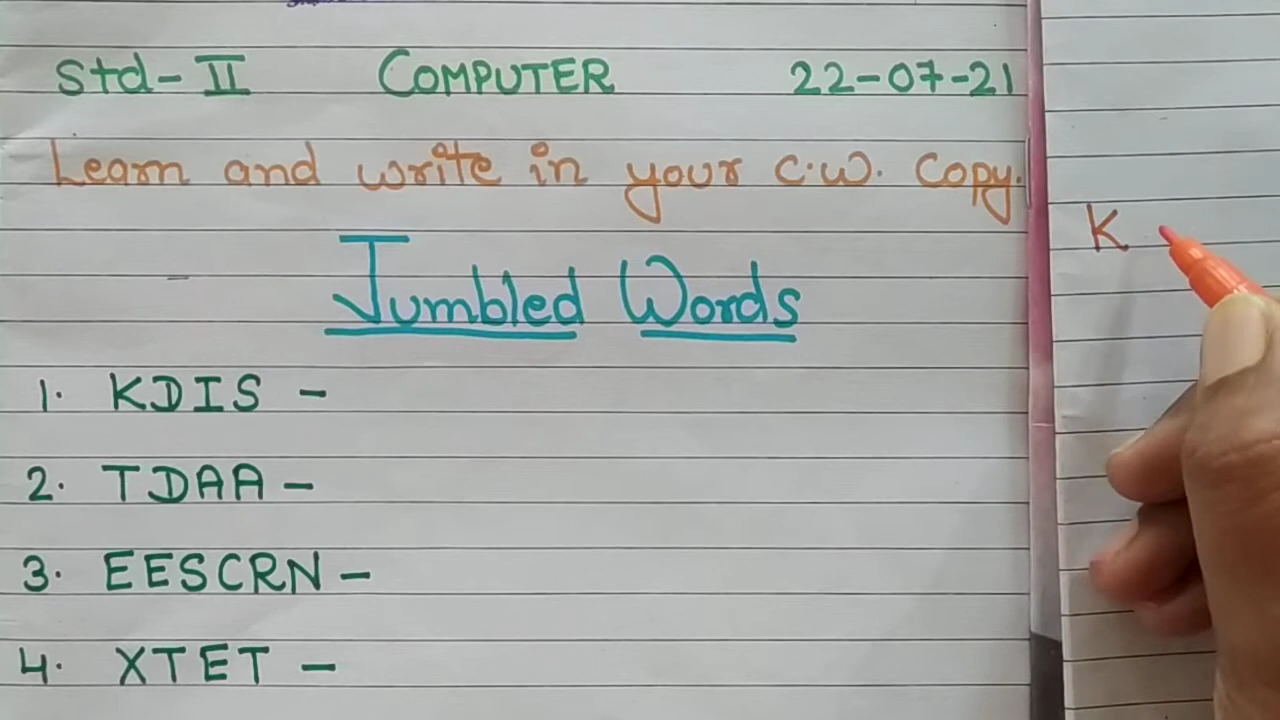 Std-II COMPUTER 22-07-21
Learn and write in your C.W. Copy.
K
Jumbled Words
1. KDIS -
2. TDAA -
3. EESCRN -
4. XTET -